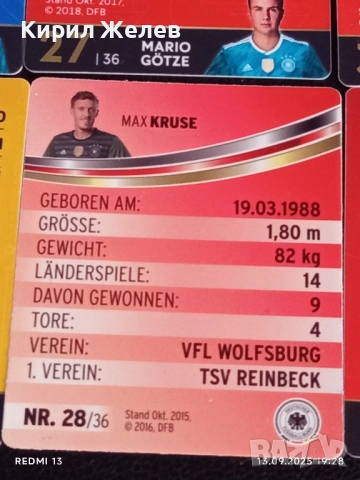 Stand Okt. 2017,
© 2018, DFB
Кирил Желев
27 | 36
MARIO
GÖTZE
MAX KRUSE
GEBOREN AM: 19.03.1988
GRÖSSE: 1,80 m
GEWICHT: 82 kg
LÄNDERSPIELE: 14
DAVON GEWONNEN: 9
TORE: 4
VEREIN: VFL WOLFSBURG
1. VEREIN: TSV REINBECK
NR. 28/36
Stand Okt. 2015,
© 2016, DFB
REDMI 13
13.09.2025 19:28
bazar